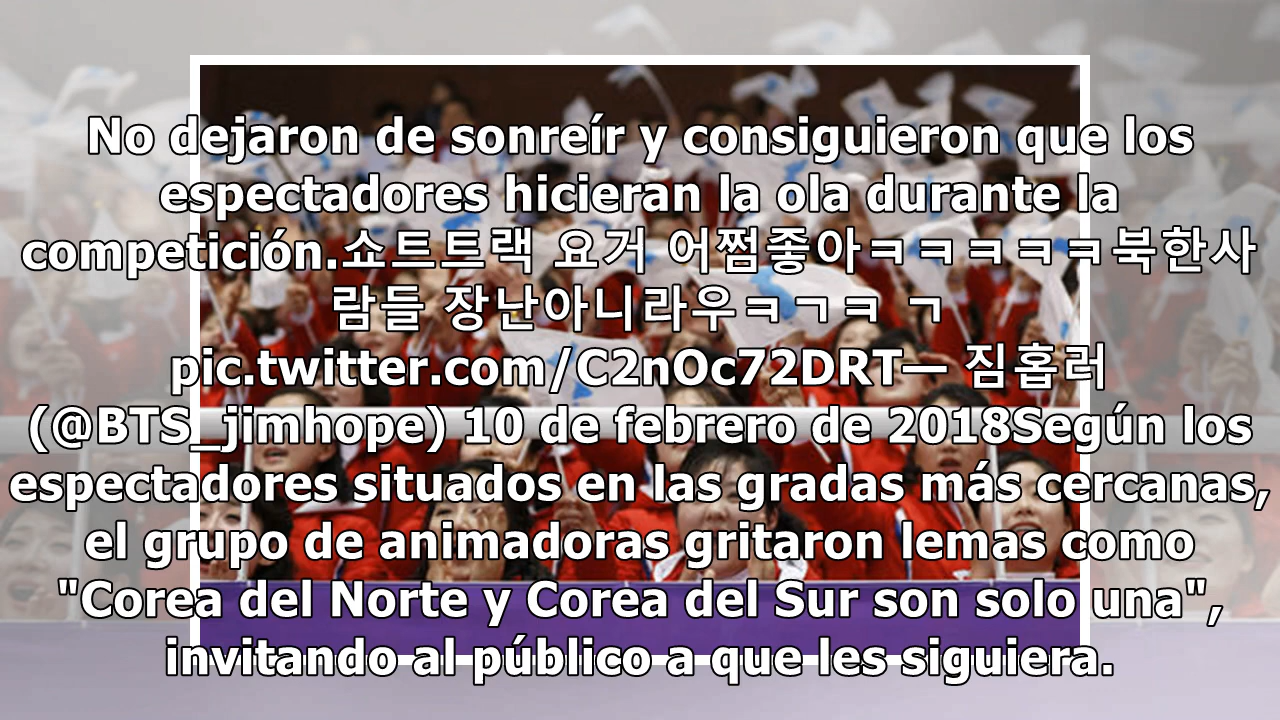 No dejaron de sonreír y consiguieron que los
espectadores hicieran la ola durante la
competición.쇼트트랙 요거 어쩜좋아ㅋㅋㅋㅋㅋ북한사
람들 장난아니라우ㅋㄱㅋ ㄱ
pic.twitter.com/C2nOc72DRT— 짐홉러
(@BTS_jimhope) 10 de febrero de 2018Según los
espectadores situados en las gradas más cercanas,
el grupo de animadoras gritaron lemas como
"Corea del Norte y Corea del Sur son solo una",
invitando al público a que les siguiera.